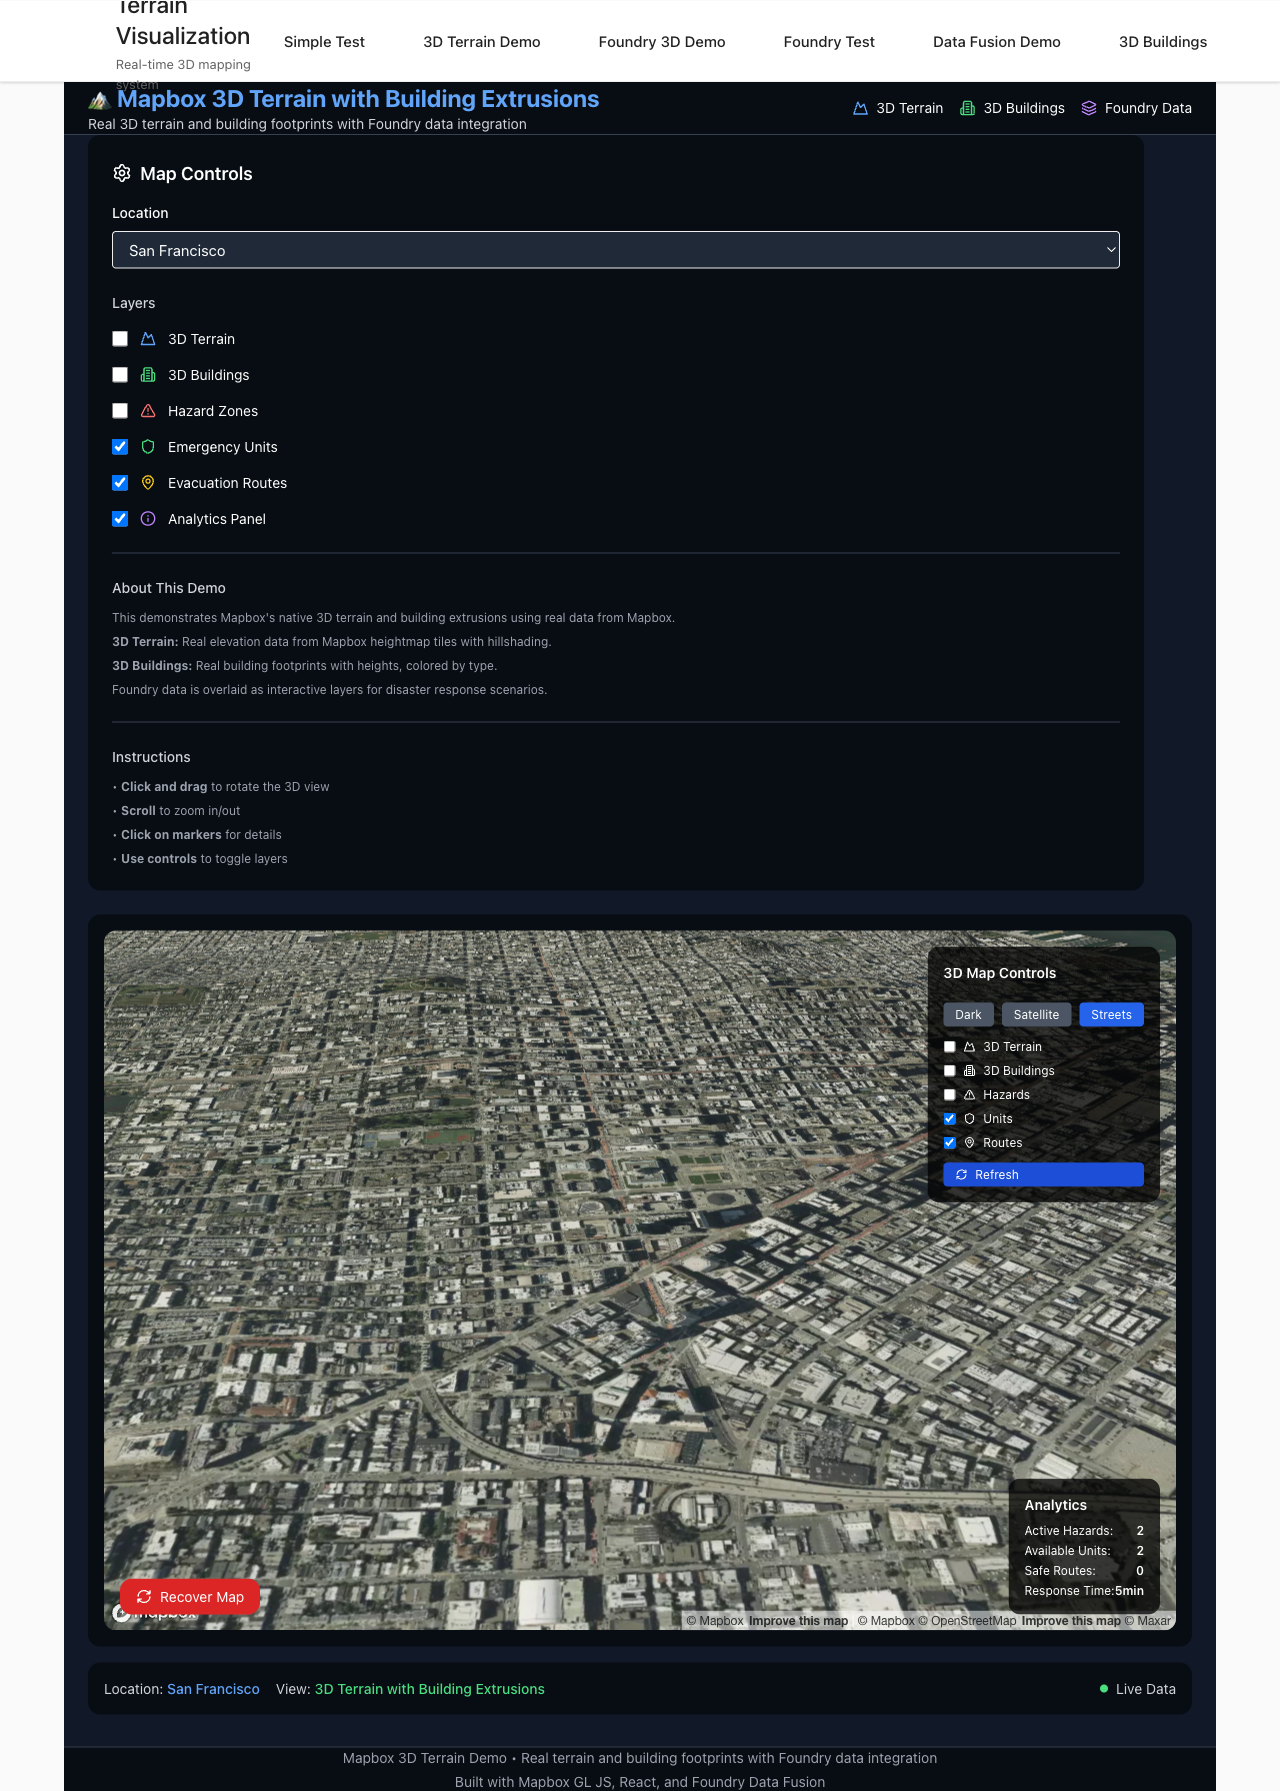 Terrain
Visualization
Real-time 3D mapping
system
Simple Test
3D Terrain Demo
Foundry 3D Demo
Foundry Test
Data Fusion Demo
3D Buildings
Mapbox 3D Terrain with Building Extrusions
Real 3D terrain and building footprints with Foundry data integration
3D Terrain
3D Buildings
Foundry Data
Map Controls
Location
San Francisco
Layers
3D Terrain
3D Buildings
Hazard Zones
Emergency Units
Evacuation Routes
Analytics Panel
About This Demo
This demonstrates Mapbox's native 3D terrain and building extrusions using real data from Mapbox.
3D Terrain: Real elevation data from Mapbox heightmap tiles with hillshading.
3D Buildings: Real building footprints with heights, colored by type.
Foundry data is overlaid as interactive layers for disaster response scenarios.
Instructions
• Click and drag to rotate the 3D view
• Scroll to zoom in/out
• Click on markers for details
• Use controls to toggle layers
3D Map Controls
Dark
Satellite
Streets
3D Terrain
3D Buildings
Hazards
Units
Routes
Refresh
Analytics
Active Hazards: 2
Available Units: 2
Safe Routes: 0
Response Time:5min
Recover Map
mapbox
© Mapbox Improve this map © Mapbox © OpenStreetMap Improve this map © Maxar
Location: San Francisco View: 3D Terrain with Building Extrusions
Live Data
Mapbox 3D Terrain Demo • Real terrain and building footprints with Foundry data integration
Built with Mapbox GL JS, React, and Foundry Data Fusion